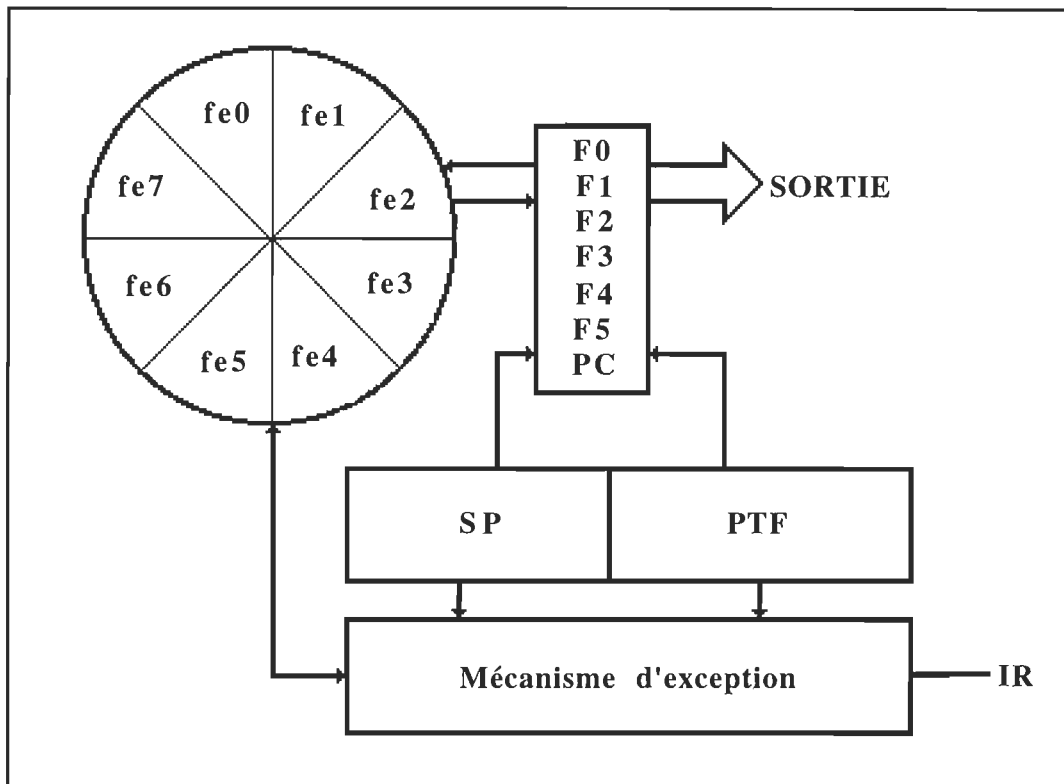 fe0
fe1
fe2
fe3
fe4
fe5
fe6
fe7
F0
F1
F2
F3
F4
F5
PC
SORTIE
SP
PTF
Mécanisme d'exception
IR